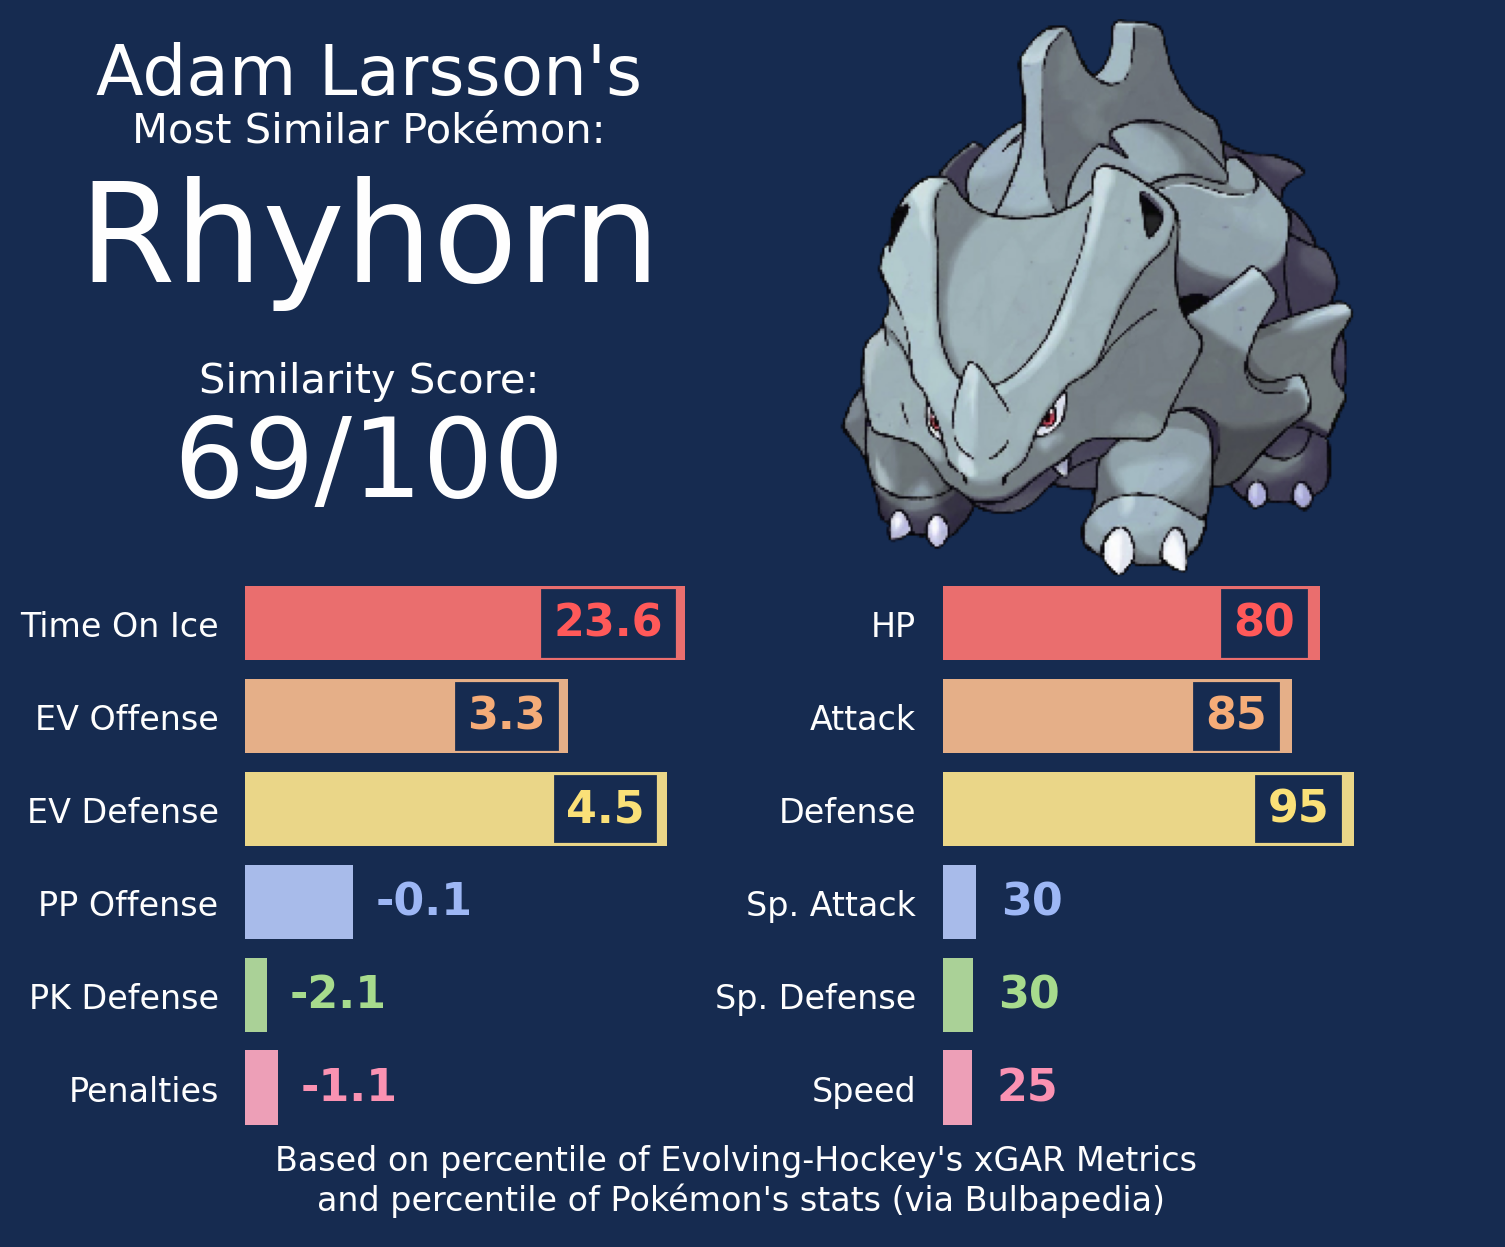 Adam Larsson's
Most Similar Pokémon:
Rhyhorn
Similarity Score:
69/100
Time On Ice 23.6
EV Offense 3.3
EV Defense 4.5
PP Offense -0.1
PK Defense -2.1
Penalties -1.1
HP 80
Attack 85
Defense 95
Sp. Attack 30
Sp. Defense 30
Speed 25
Based on percentile of Evolving-Hockey's xGAR Metrics
and percentile of Pokémon's stats (via Bulbapedia)